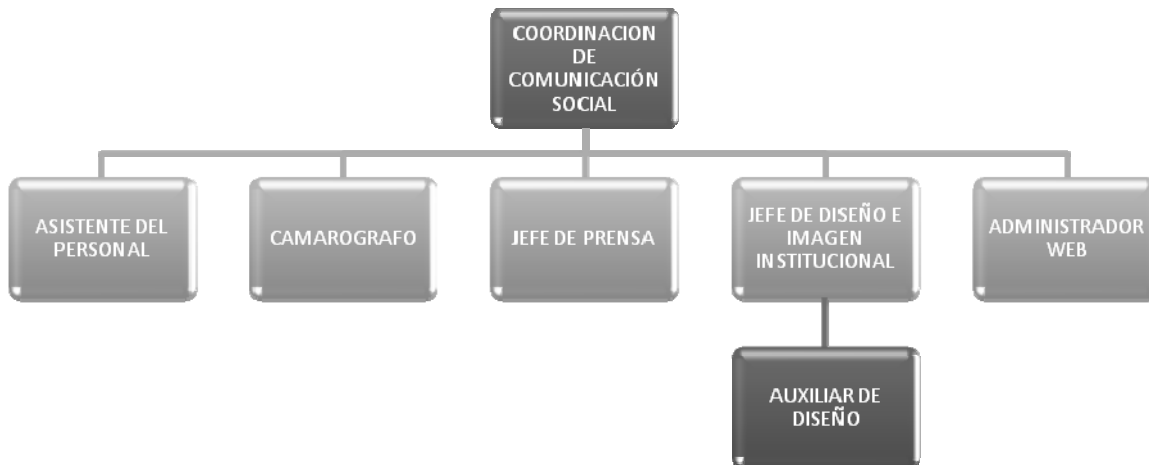 COORDINACION
DE
COMUNICACIÓN
SOCIAL
ASISTENTE DEL
PERSONAL
CAMAROGRAFO
JEFE DE PRENSA
JEFE DE DISEÑO E
IMAGEN
INSTITUCIONAL
ADMINISTRADOR
WEB
AUXILIAR DE
DISEÑO